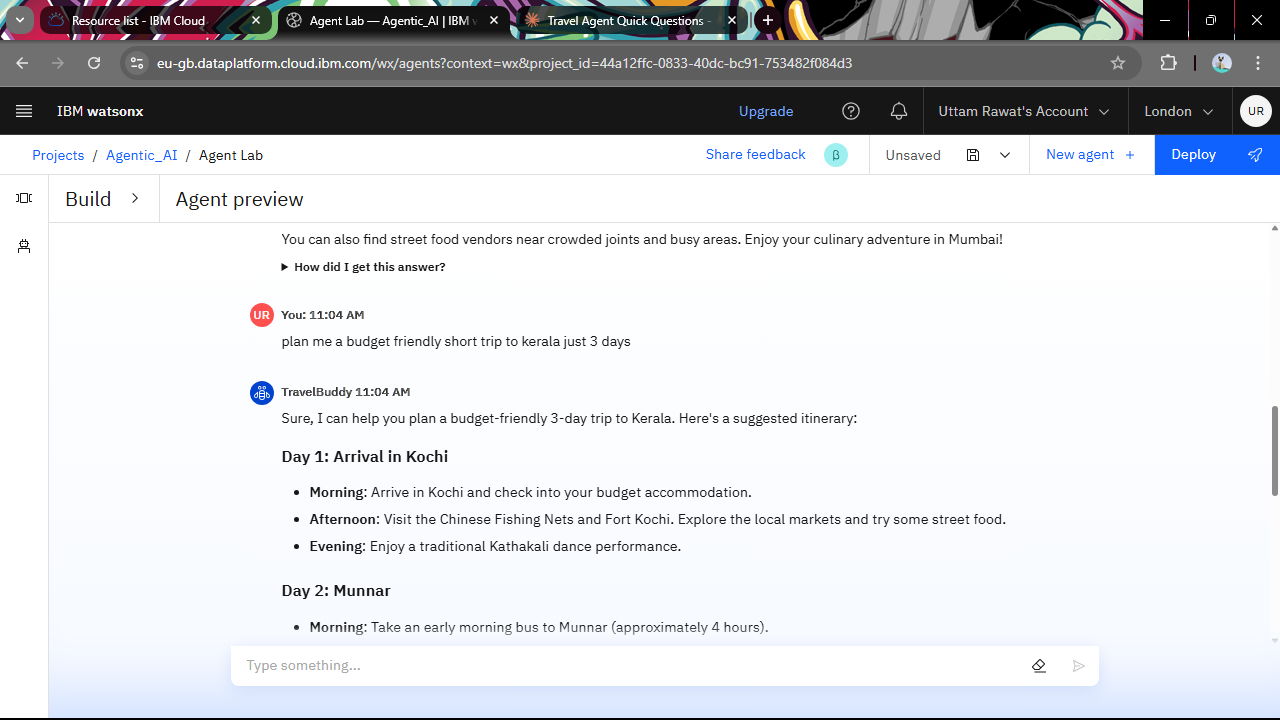 Resource list - IBM Cloud
Agent Lab — Agentic_AI | IBM w
Travel Agent Quick Questions -
eu-gb.dataplatform.cloud.ibm.com/wx/agents?context=wx&project_id=44a12ffc-0833-40dc-bc91-753482f084d3
IBM watsonx
Upgrade
Uttam Rawat's Account
London
UR
Projects / Agentic_AI / Agent Lab
Share feedback
β
Unsaved
New agent +
Deploy
Build
Agent preview
You can also find street food vendors near crowded joints and busy areas. Enjoy your culinary adventure in Mumbai!
How did I get this answer?
UR You: 11:04 AM
plan me a budget friendly short trip to kerala just 3 days
TravelBuddy 11:04 AM
Sure, I can help you plan a budget-friendly 3-day trip to Kerala. Here's a suggested itinerary:
Day 1: Arrival in Kochi
• Morning: Arrive in Kochi and check into your budget accommodation.
• Afternoon: Visit the Chinese Fishing Nets and Fort Kochi. Explore the local markets and try some street food.
• Evening: Enjoy a traditional Kathakali dance performance.
Day 2: Munnar
• Morning: Take an early morning bus to Munnar (approximately 4 hours).
Type something...